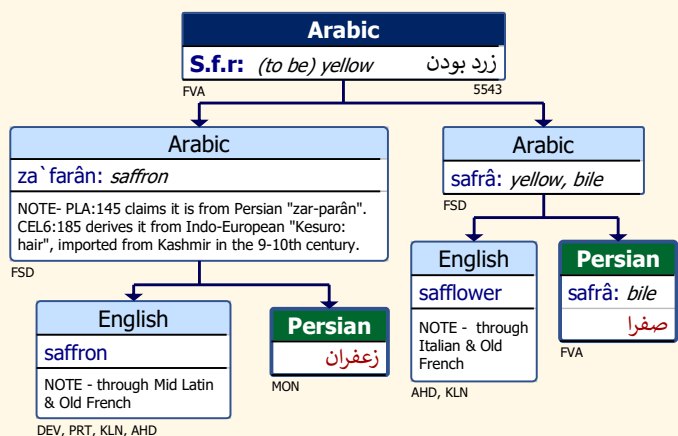 Arabic
S.f.r: (to be) yellow زرد بودن
FVA 5543
Arabic
za`farân: saffron
NOTE- PLA:145 claims it is from Persian "zar-parân".
CEL6:185 derives it from Indo-European "Kesuro:
hair", imported from Kashmir in the 9-10th century.
FSD
Arabic
safrâ: yellow, bile
FSD
English
saffron
NOTE - through Mid Latin
& Old French
DEV, PRT, KLN, AHD
Persian
زعفران
MON
English
safflower
NOTE - through
Italian & Old
French
AHD, KLN
Persian
safrâ: bile
صفرا
FVA